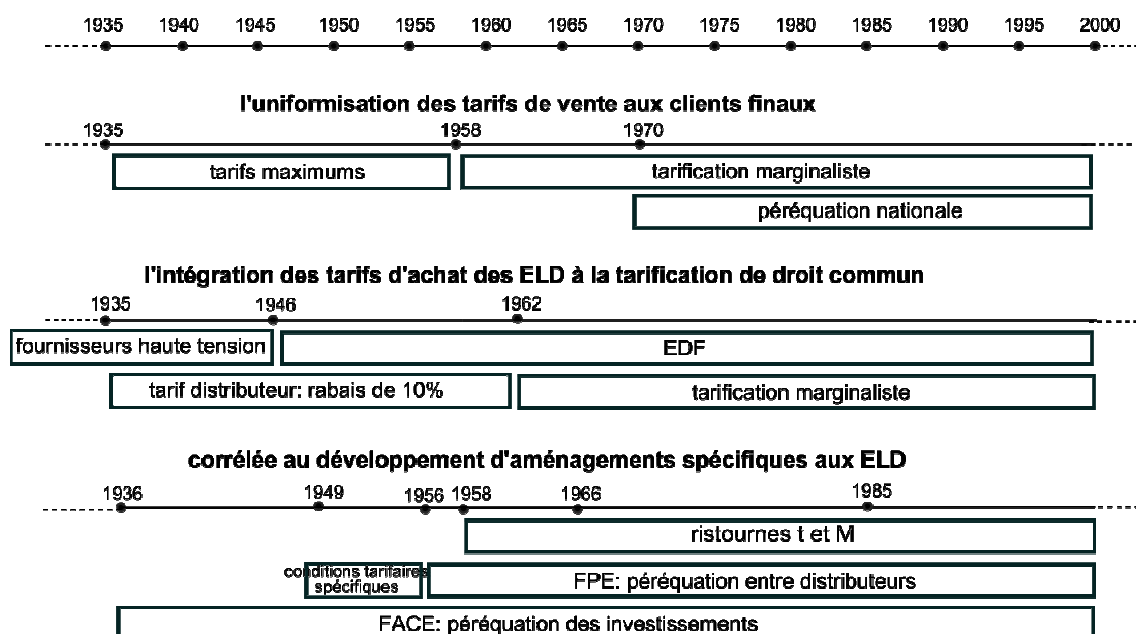 1935 1940 1945 1950 1955 1960 1965 1970 1975 1980 1985 1990 1995 2000
l'uniformisation des tarifs de vente aux clients finaux
1935 1958 1970
tarifs maximums tarification marginaliste
péréquation nationale
l'intégration des tarifs d'achat des ELD à la tarification de droit commun
1935 1946 1962
fournisseurs haute tension EDF
tarif distributeur: rabais de 10% tarification marginaliste
corrélée au développement d'aménagements spécifiques aux ELD
1936 1949 1956 1958 1966 1985
ristournes t et M
conditions tarifaires
spécifiques
FPE: péréquation entre distributeurs
FACE: péréquation des investissements